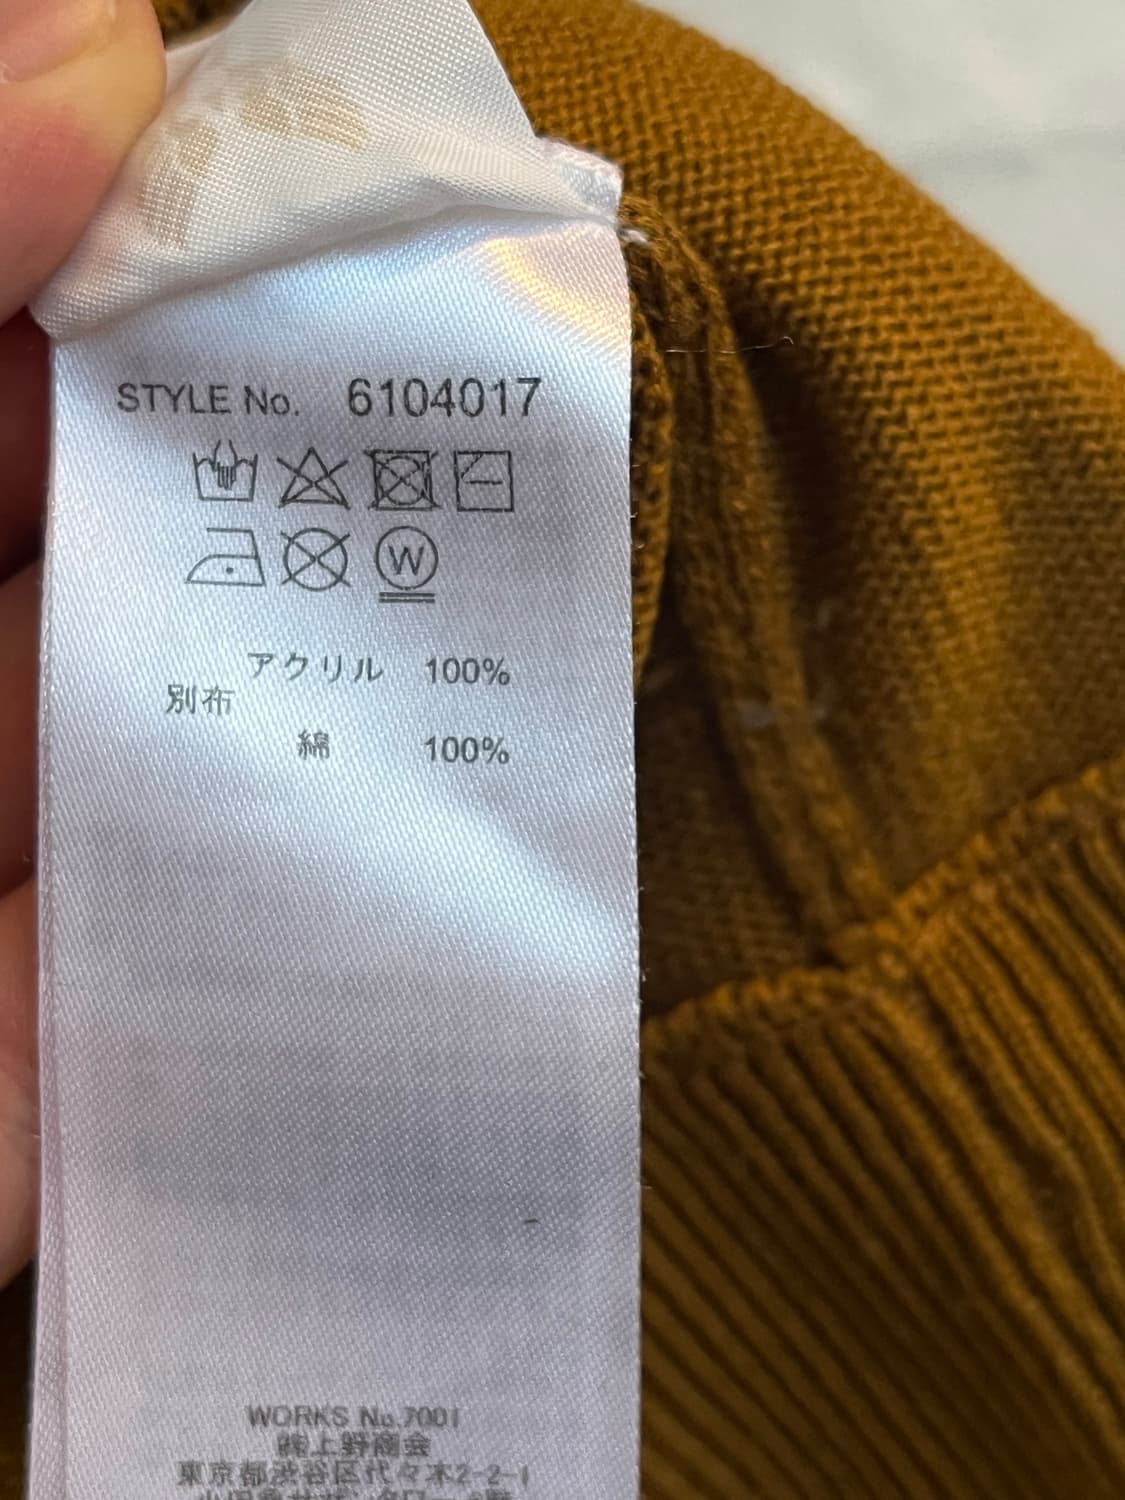 STYLE No. 6104017
W
アクリル 100%
別布
綿 100%
WORKS No.7001
㈱上野商会
東京都渋谷区代々木2-2-1